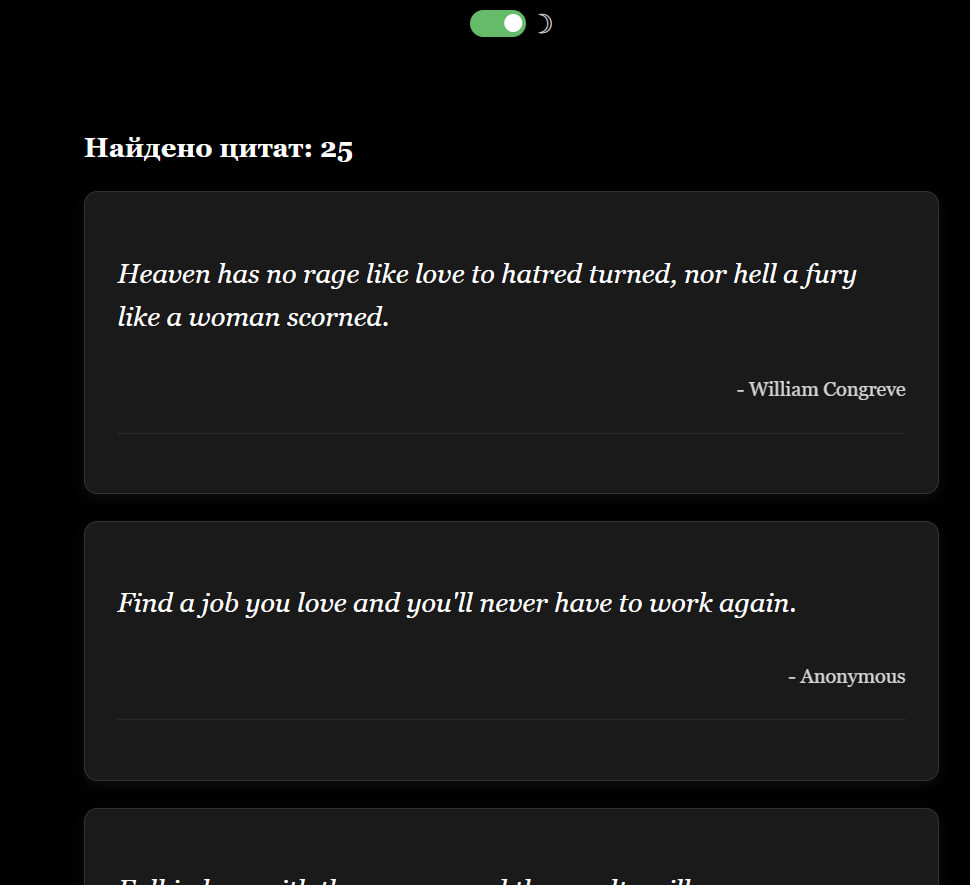 Найдено цитат: 25
Heaven has no rage like love to hatred turned, nor hell a fury
like a woman scorned.
- William Congreve
Find a job you love and you'll never have to work again.
- Anonymous